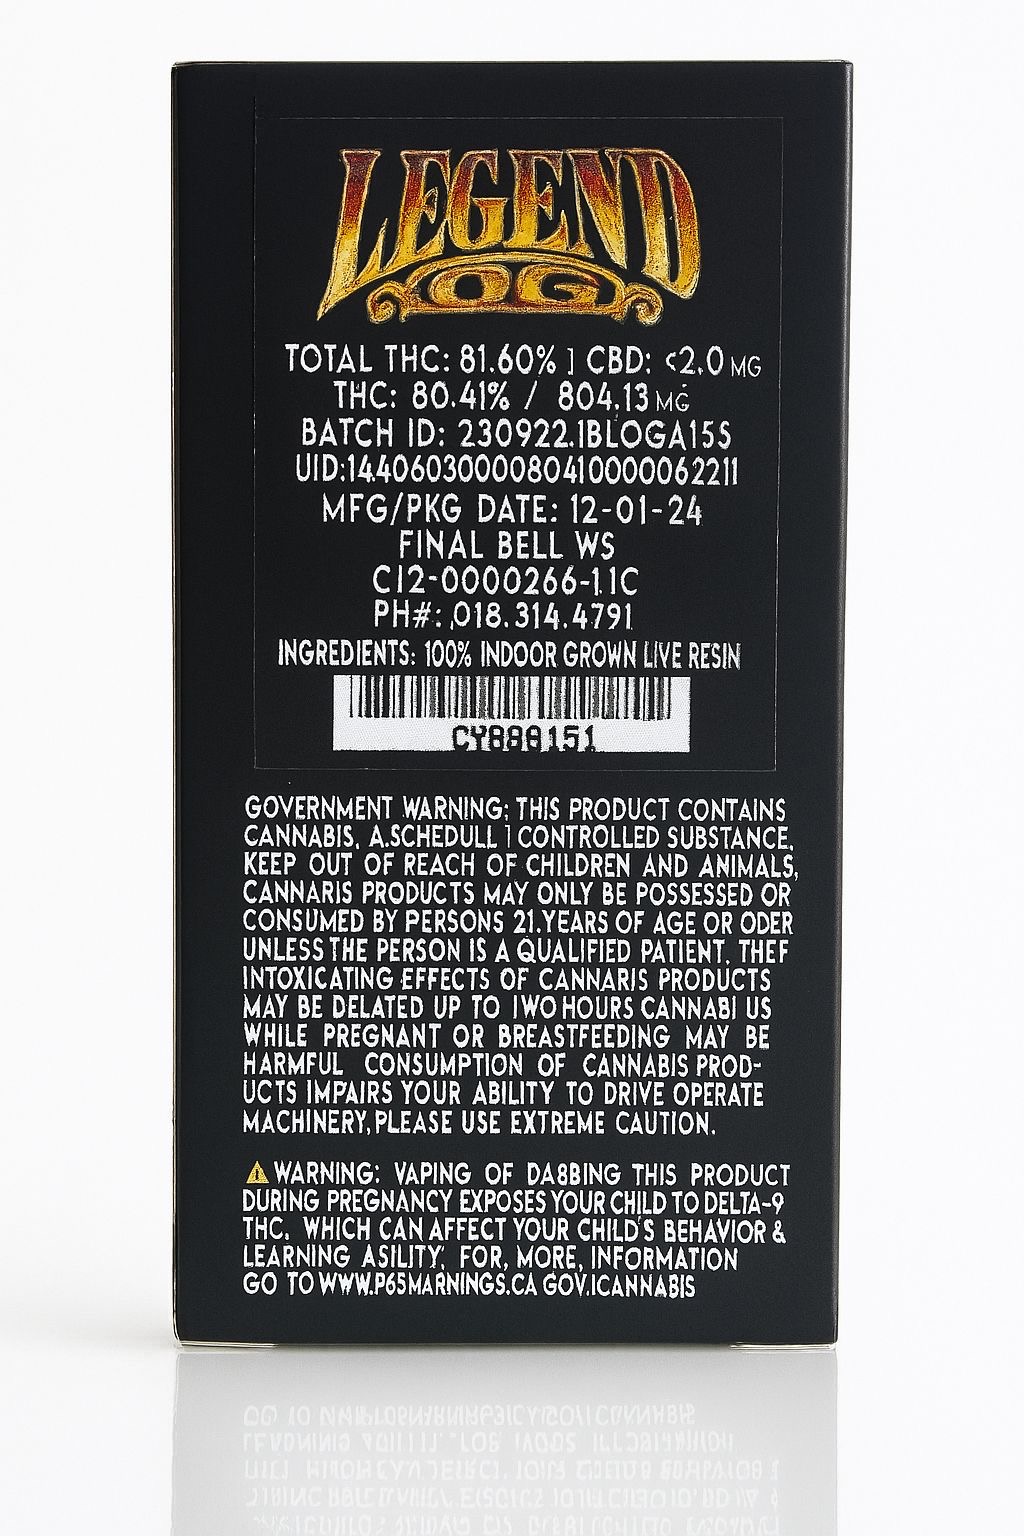 LEGEND
OG
TOTAL THC: 81.60% ] CBD: <2.0 MG
THC: 80.41% / 804.13 MG
BATCH ID: 230922.1BLOGA15S
UID:1440603000080410000062211
MFG/PKG DATE: 12-01-24
FINAL BELL WS
C12-0000266-1.1C
PH#: .018.314.4791
INGREDIENTS: 100% INDOOR GROWN LIVE RESIN
CY888151
GOVERNMENT WARNING; THIS PRODUCT CONTAINS
CANNABIS, A.SCHEDULL 1 CONTROLLED SUBSTANCE,
KEEP OUT OF REACH OF CHILDREN AND ANIMALS,
CANNARIS PRODUCTS MAY ONLY BE POSSESSED OR
CONSUMED BY PERSONS 21.YEARS OF AGE OR ODER
UNLESS THE PERSON IS A QUALIFIED PATIENT, THEF
INTOXICATING EFFECTS OF CANNARIS PRODUCTS
MAY BE DELATED UP TO IWO HOURS CANNABI US
WHILE PREGNANT OR BREASTFEEDING MAY BE
HARMFUL CONSUMPTION OF CANNABIS PROD-
UCTS IMPAIRS YOUR ABILITY TO DRIVE OPERATE
MACHINERY, PLEASE USE EXTREME CAUTION.
WARNING: VAPING OF DA8BING THIS PRODUCT
DURING PREGNANCY EXPOSES YOUR CHILD TO DELTA-9
THC, WHICH CAN AFFECT YOUR CHILD'S BEHAVIOR &
LEARNING ASILITY, FOR, MORE, INFORMATION
GO TO WWW.P65MARNINGS.CA GOV.ICANNABIS